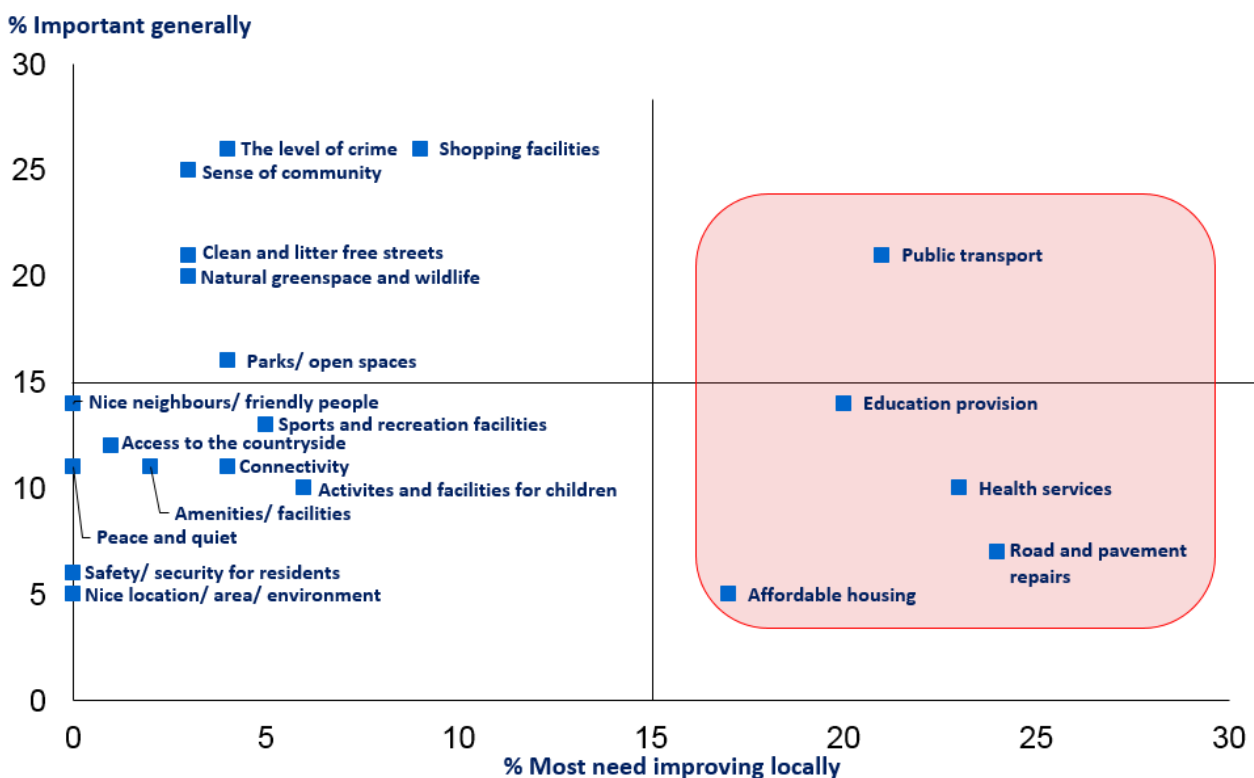 % Important generally
30
The level of crime
Shopping facilities
25
Sense of community
Clean and litter free streets
Public transport
20
Natural greenspace and wildlife
Parks/ open spaces
15
Nice neighbours/ friendly people
Education provision
Sports and recreation facilities
Access to the countryside
Connectivity
10
Activites and facilities for children
Health services
Amenities/ facilities
Peace and quiet
Road and pavement
repairs
Safety/ security for residents
5
Nice location/ area/ environment
Affordable housing
0
0 5 10 15 20 25 30
% Most need improving locally